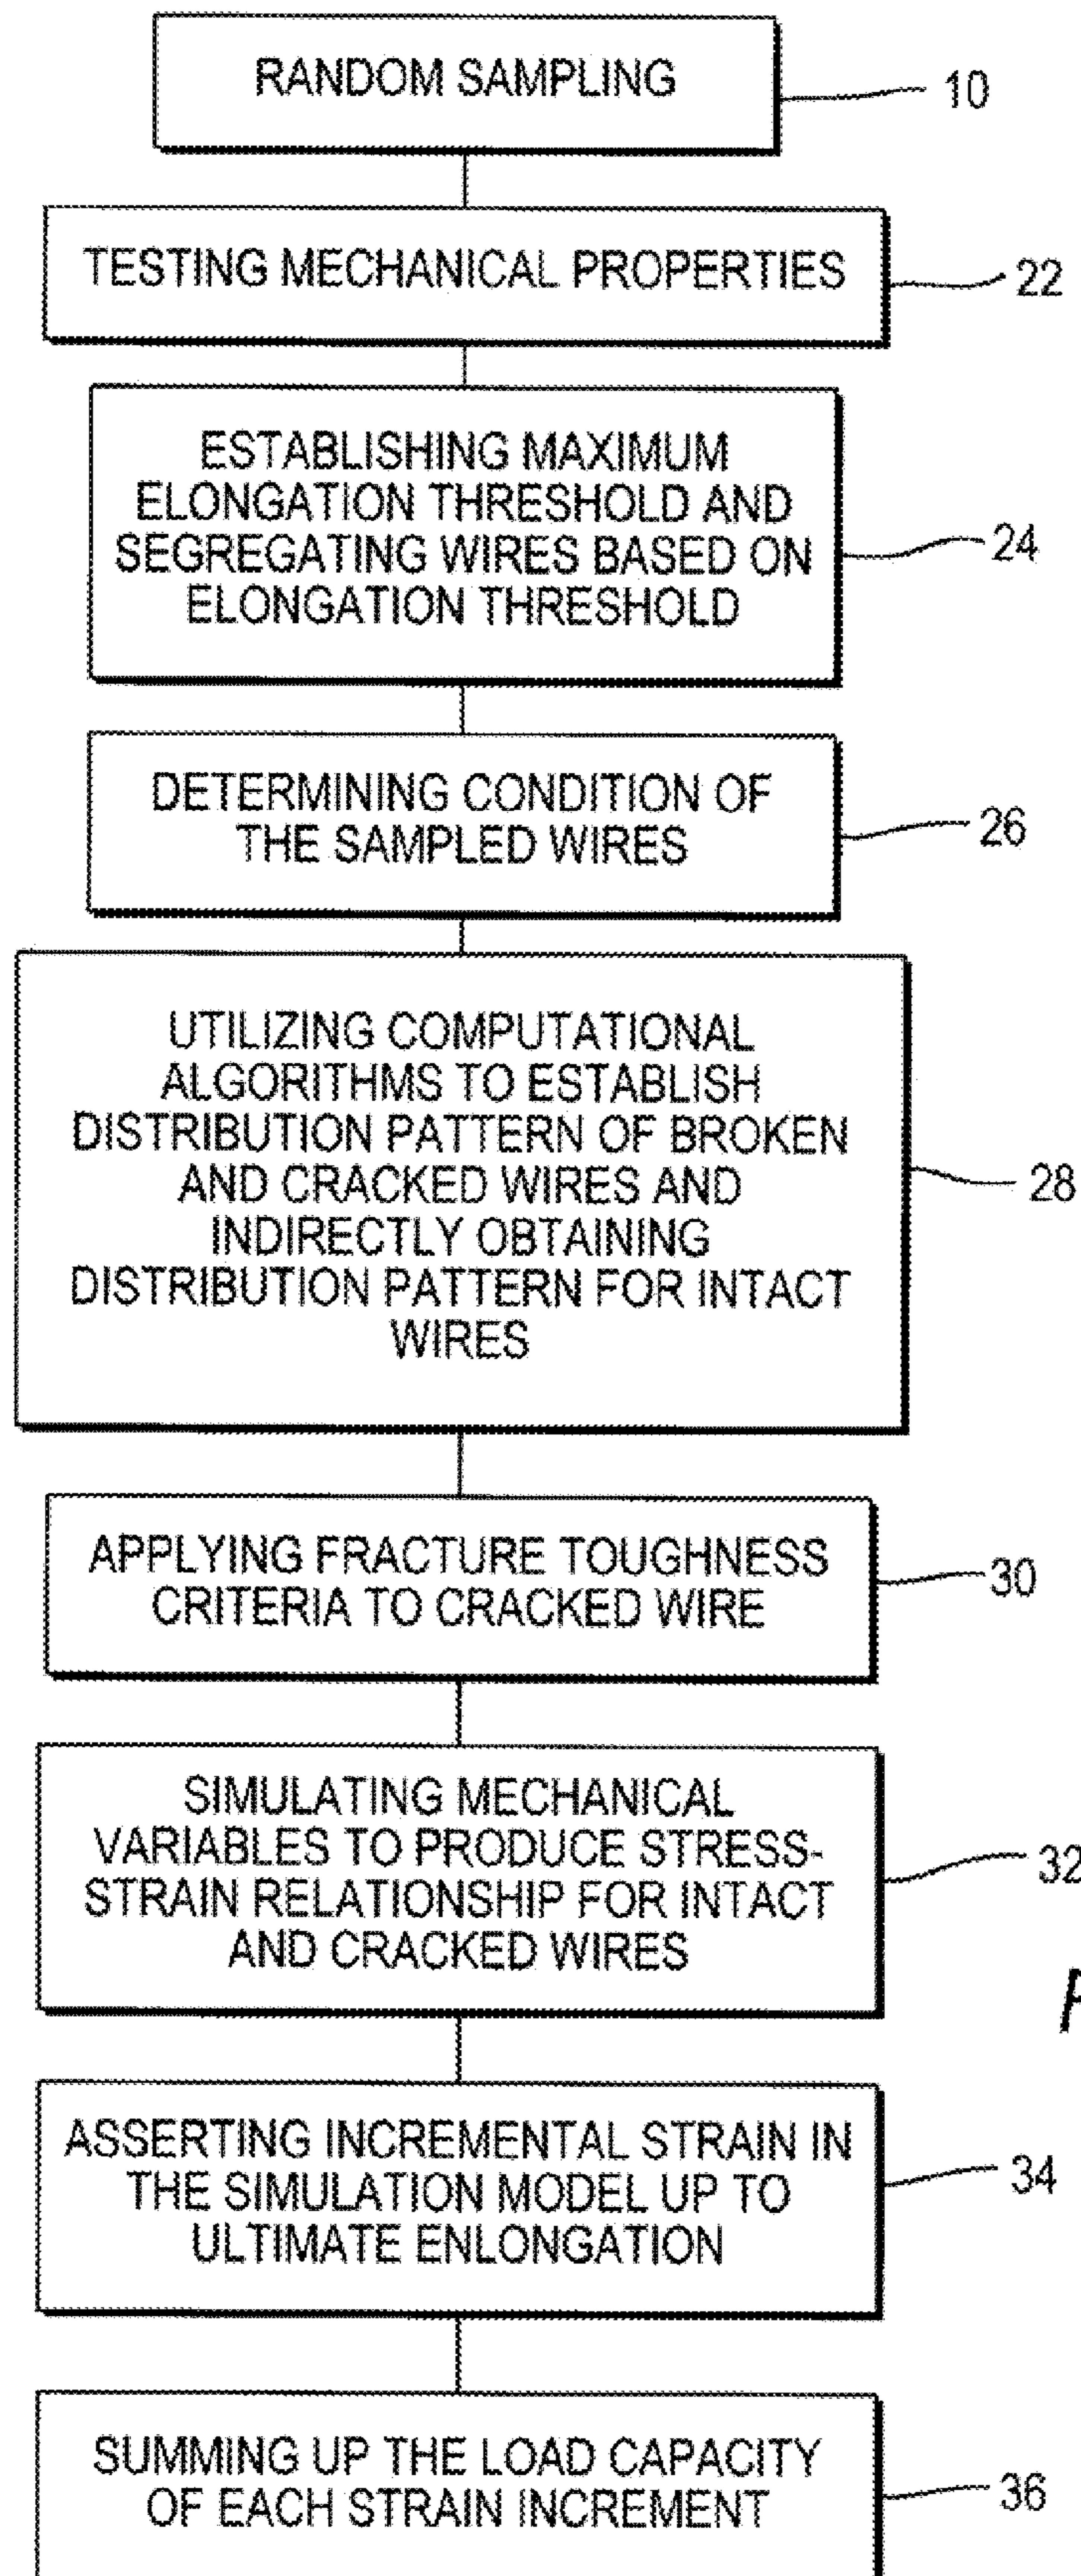 RANDOM SAMPLING
10
TESTING MECHANICAL PROPERTIES
22
ESTABLISHING MAXIMUM
ELONGATION THRESHOLD AND
SEGREGATING WIRES BASED ON
ELONGATION THRESHOLD
24
DETERMINING CONDITION OF
THE SAMPLED WIRES
26
UTILIZING COMPUTATIONAL
ALGORITHMS TO ESTABLISH
DISTRIBUTION PATTERN OF BROKEN
AND CRACKED WIRES AND
INDIRECTLY OBTAINING
DISTRIBUTION PATTERN FOR INTACT
WIRES
28
APPLYING FRACTURE TOUGHNESS
CRITERIA TO CRACKED WIRE
30
SIMULATING MECHANICAL
VARIABLES TO PRODUCE STRESS-
STRAIN RELATIONSHIP FOR INTACT
AND CRACKED WIRES
32
ASSERTING INCREMENTAL STRAIN IN
THE SIMULATION MODEL UP TO
ULTIMATE ENLONGATION
34
SUMMING UP THE LOAD CAPACITY
OF EACH STRAIN INCREMENT
36